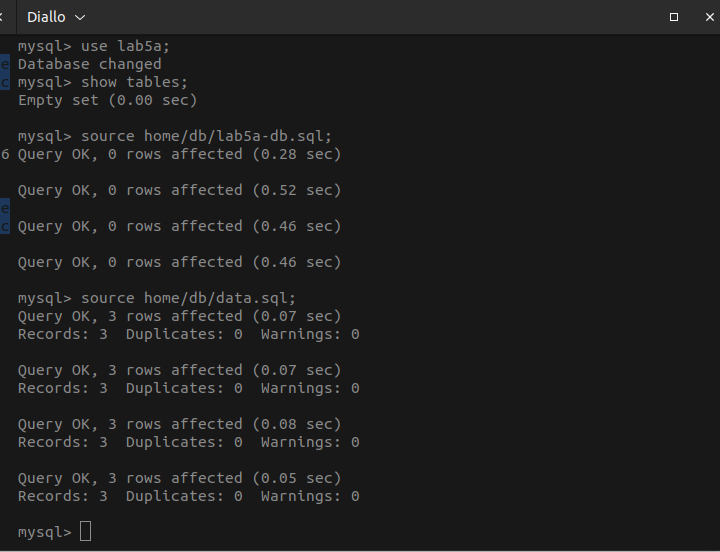 Diallo
mysql> use lab5a;
Database changed
mysql> show tables;
Empty set (0.00 sec)
mysql> source home/db/lab5a-db.sql;
Query OK, 0 rows affected (0.28 sec)
Query OK, 0 rows affected (0.52 sec)
Query OK, 0 rows affected (0.46 sec)
Query OK, 0 rows affected (0.46 sec)
mysql> source home/db/data.sql;
Query OK, 3 rows affected (0.07 sec)
Records: 3  Duplicates: 0  Warnings: 0
Query OK, 3 rows affected (0.07 sec)
Records: 3  Duplicates: 0  Warnings: 0
Query OK, 3 rows affected (0.08 sec)
Records: 3  Duplicates: 0  Warnings: 0
Query OK, 3 rows affected (0.05 sec)
Records: 3  Duplicates: 0  Warnings: 0
mysql>